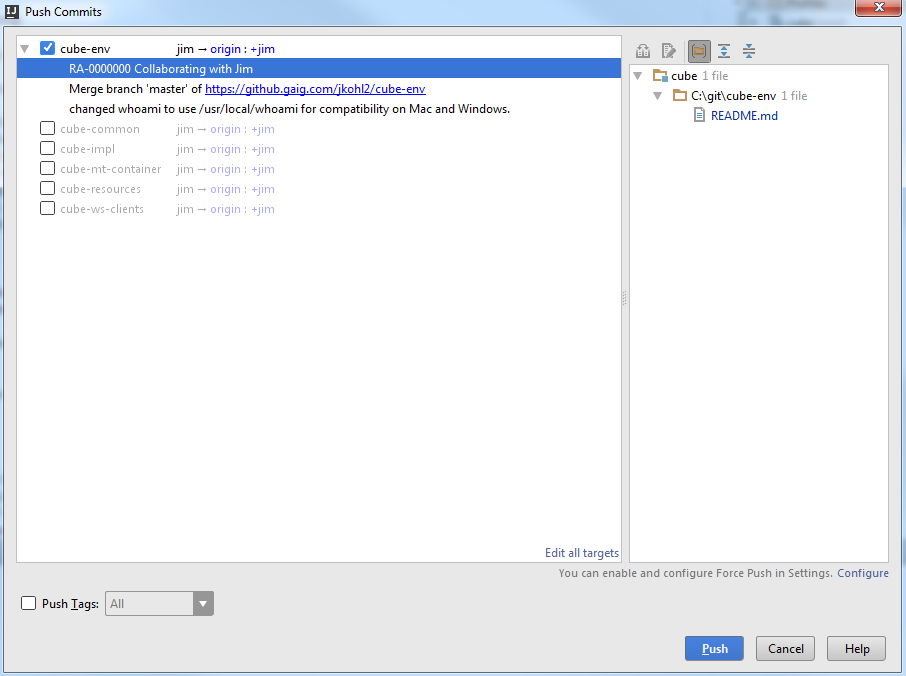 Push Commits
cube-env jim → origin : +jim
RA-0000000 Collaborating with Jim
Merge branch 'master' of https://github.gaig.com/jkohl2/cube-env
changed whoami to use /usr/local/whoami for compatibility on Mac and Windows.
cube-common jim → origin : +jim
cube-impl jim → origin : +jim
cube-mt-container jim → origin : +jim
cube-resources jim → origin : +jim
cube-ws-clients jim → origin : +jim
Edit all targets
cube 1 file
C:\git\cube-env 1 file
README.md
You can enable and configure Force Push in Settings. Configure
Push Tags: All
Push Cancel Help